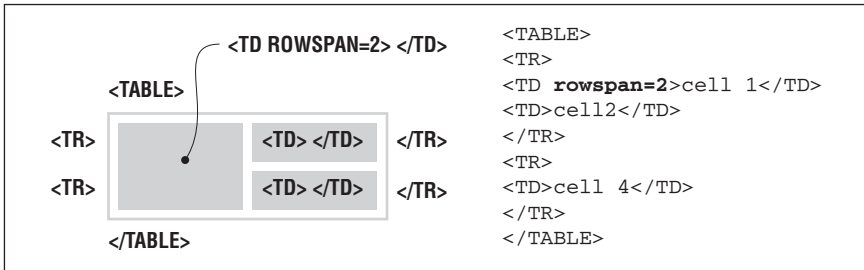 <TD ROWSPAN=2> </TD>
<TABLE>
<TR> <TD> </TD> </TR>
<TR> <TD> </TD> </TR>
</TABLE>
<TABLE>
<TR>
<TD rowspan=2>cell 1</TD>
<TD>cell2</TD>
</TR>
<TR>
<TD>cell 4</TD>
</TR>
</TABLE>